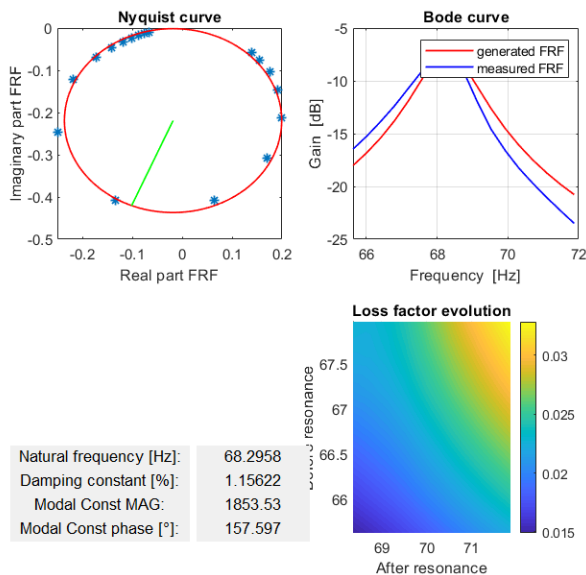 Nyquist curve
0
-0.1
-0.2
-0.3
-0.4
-0.5
-0.2
-0.1
0
0.1
0.2
Imaginary part FRF
Real part FRF
Bode curve
generated FRF
measured FRF
-5
-10
-15
-20
-25
66
68
70
72
Gain [dB]
Frequency [Hz]
Loss factor evolution
67.5
67
66.5
66
69
70
71
resonance
After resonance
0.03
0.025
0.02
0.015
Natural frequency [Hz]: 68.2958
Damping constant [%]: 1.15622
Modal Const MAG: 1853.53
Modal Const phase [°]: 157.597